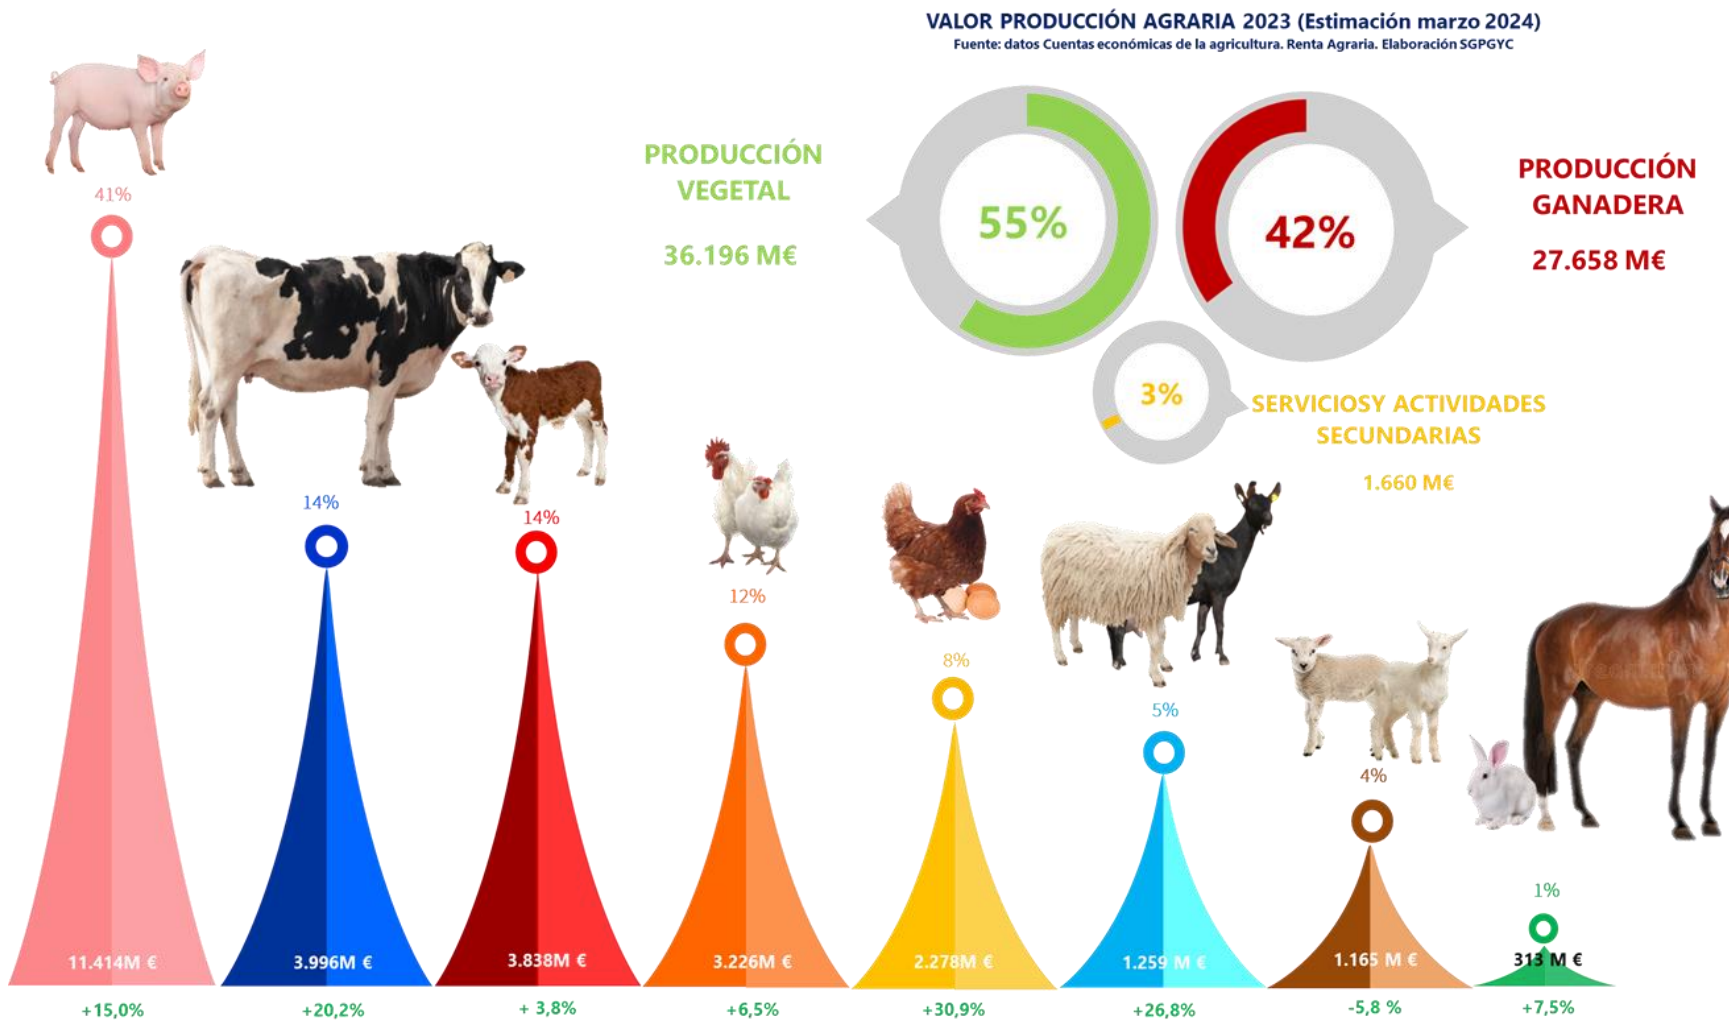 VALOR PRODUCCIÓN AGRARIA 2023 (Estimación marzo 2024)
Fuente: datos Cuentas económicas de la agricultura. Renta Agraria. Elaboración SGPGYC
PRODUCCIÓN
VEGETAL
36.196 M€
55%
42%
PRODUCCIÓN
GANADERA
27.658 M€
3%
SERVICIOSY ACTIVIDADES
SECUNDARIAS
1.660 M€
41%
14%
14%
12%
8%
5%
4%
1%
11.414M €
3.996M €
3.838M €
3.226M €
2.278M €
1.259 M €
1.165 M €
313 M €
+15,0%
+20,2%
+ 3,8%
+6,5%
+30,9%
+26,8%
-5,8 %
+7,5%